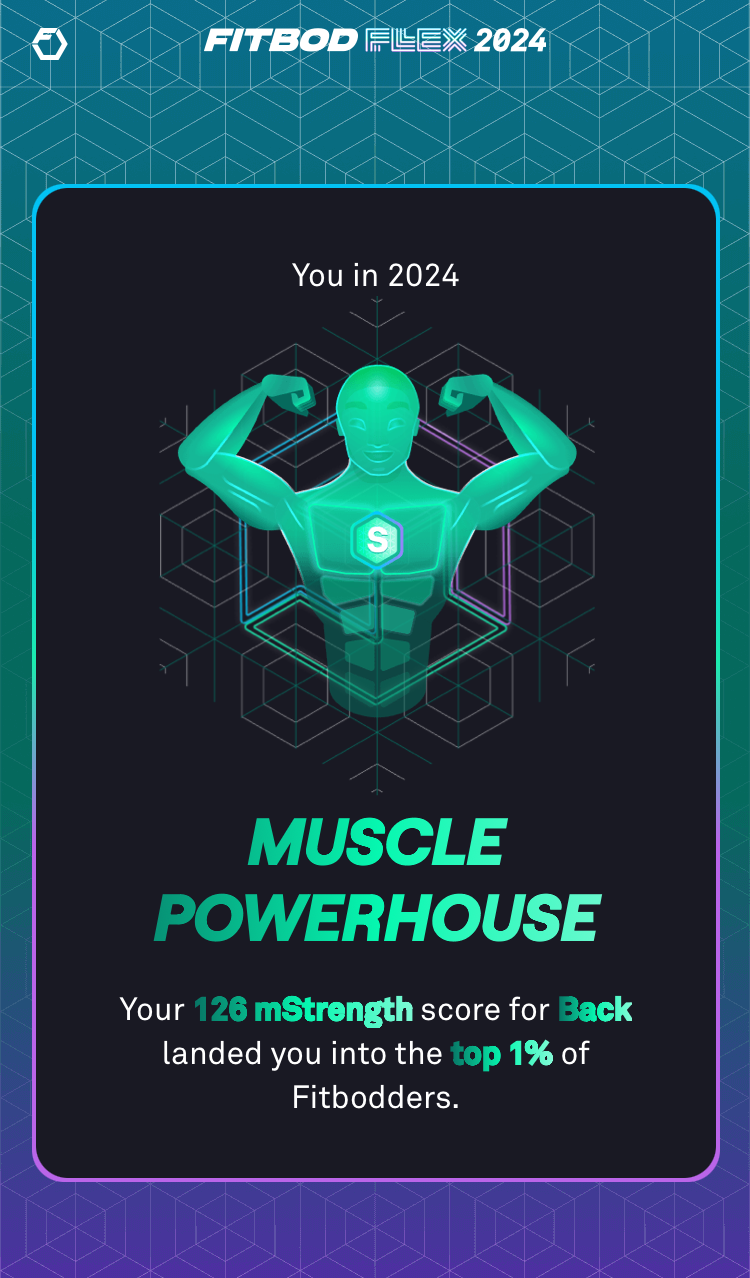 FITBOD FLEX 2024
You in 2024
S
MUSCLE
POWERHOUSE
Your 126 mStrength score for Back
landed you into the top 1% of
Fitbodders.